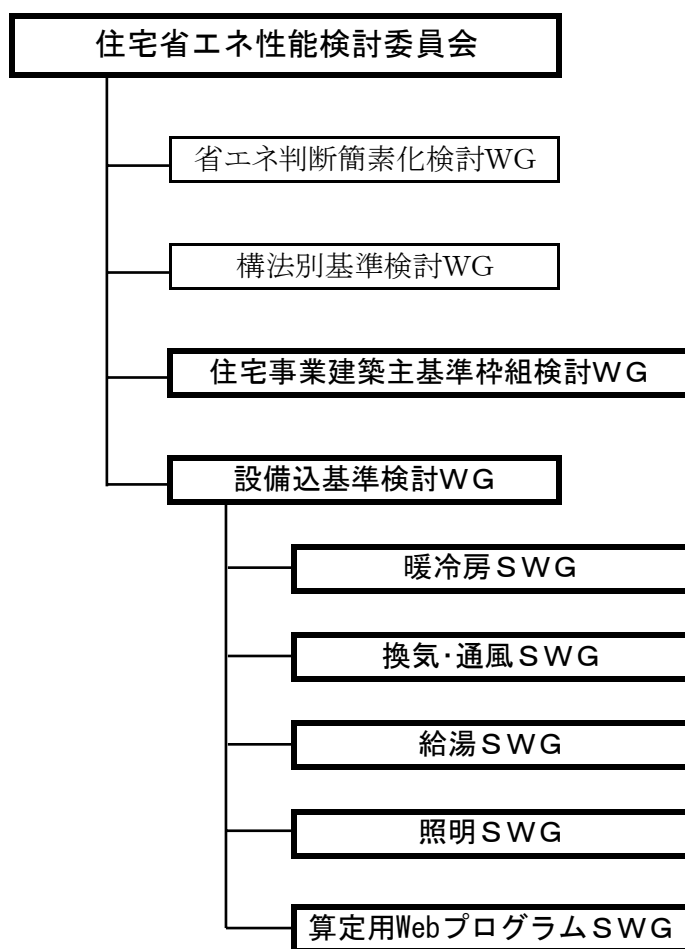 住宅省エネ性能検討委員会
省エネ判断簡素化検討WG
構法別基準検討WG
住宅事業建築主基準枠組検討ＷＧ
設備込基準検討ＷＧ
暖冷房ＳＷＧ
換気・通風ＳＷＧ
給湯ＳＷＧ
照明ＳＷＧ
算定用WebプログラムＳＷＧ